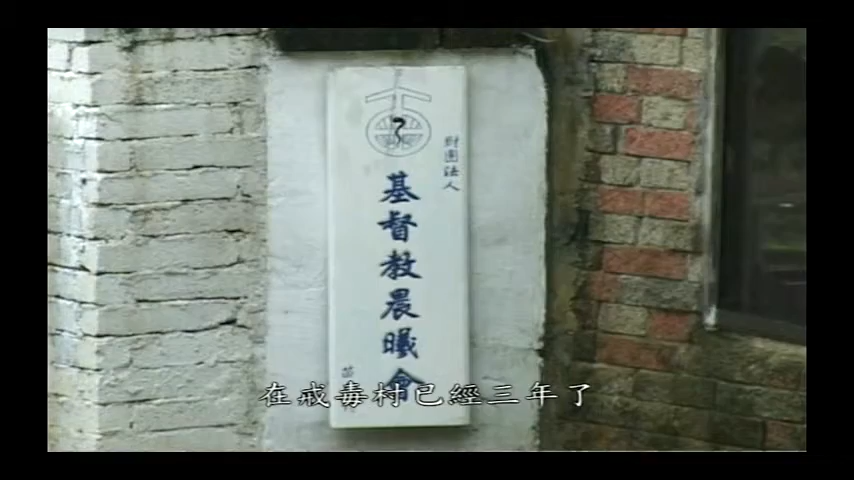 財團法人
基督教晨曦會
在戒毒村已經三年了